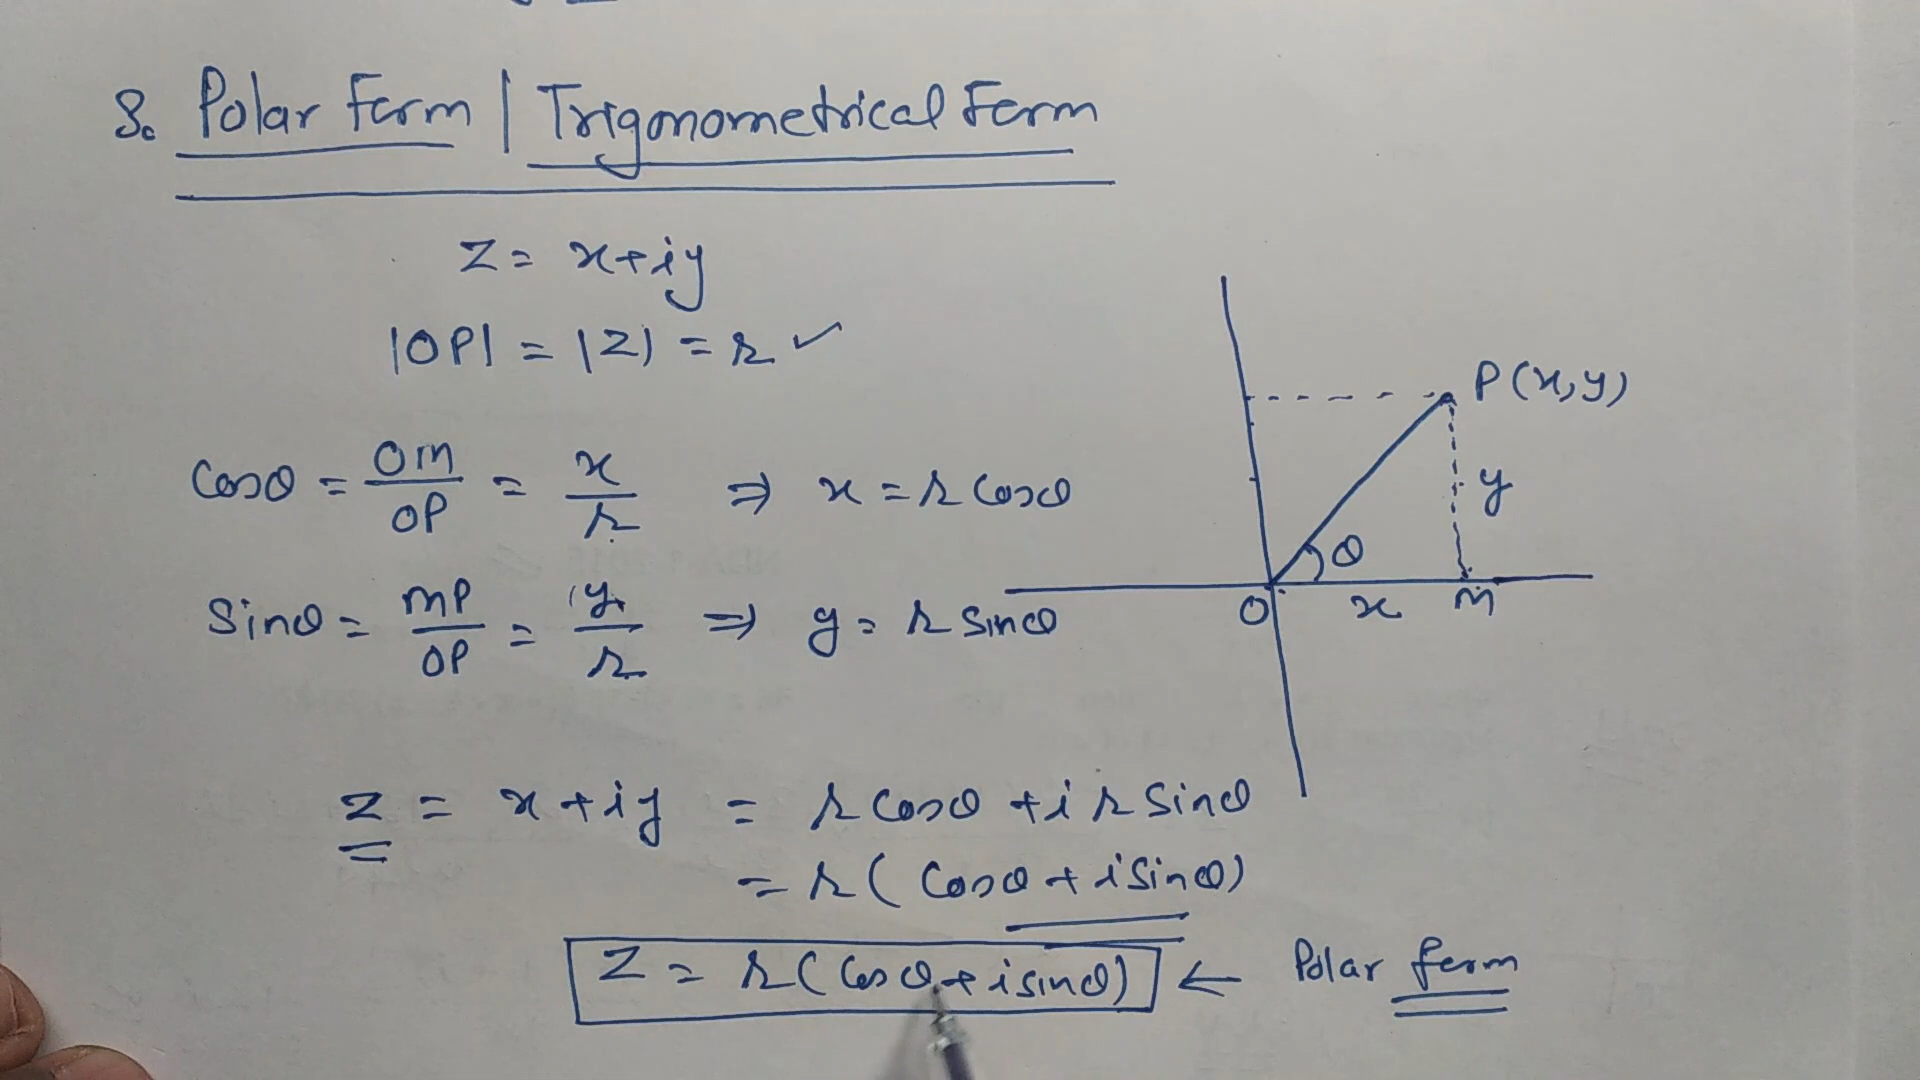 3. Polar Form | Trigonometrical Form
Z = x+iy
|OP| = |Z| = r ✓
Cosθ = OM/OP = x/r ⇒ x = r Cosθ
Sinθ = MP/OP = y/r ⇒ y = r Sinθ
P(x,y)
y
θ
O x M
Z = x+iy = r Cosθ + i r Sinθ
= r( Cosθ + i Sinθ)
Z = r( Cosθ + i Sinθ) ← Polar Form